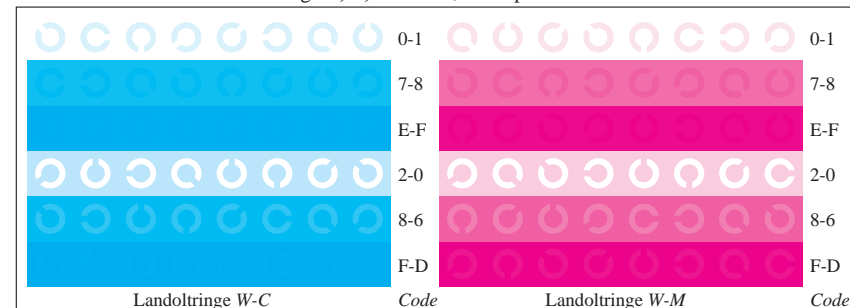 0-1
7-8
E-F
2-0
8-6
F-D
Landoltringe W-C Code
0-1
7-8
E-F
2-0
8-6
F-D
Landoltringe W-M Code